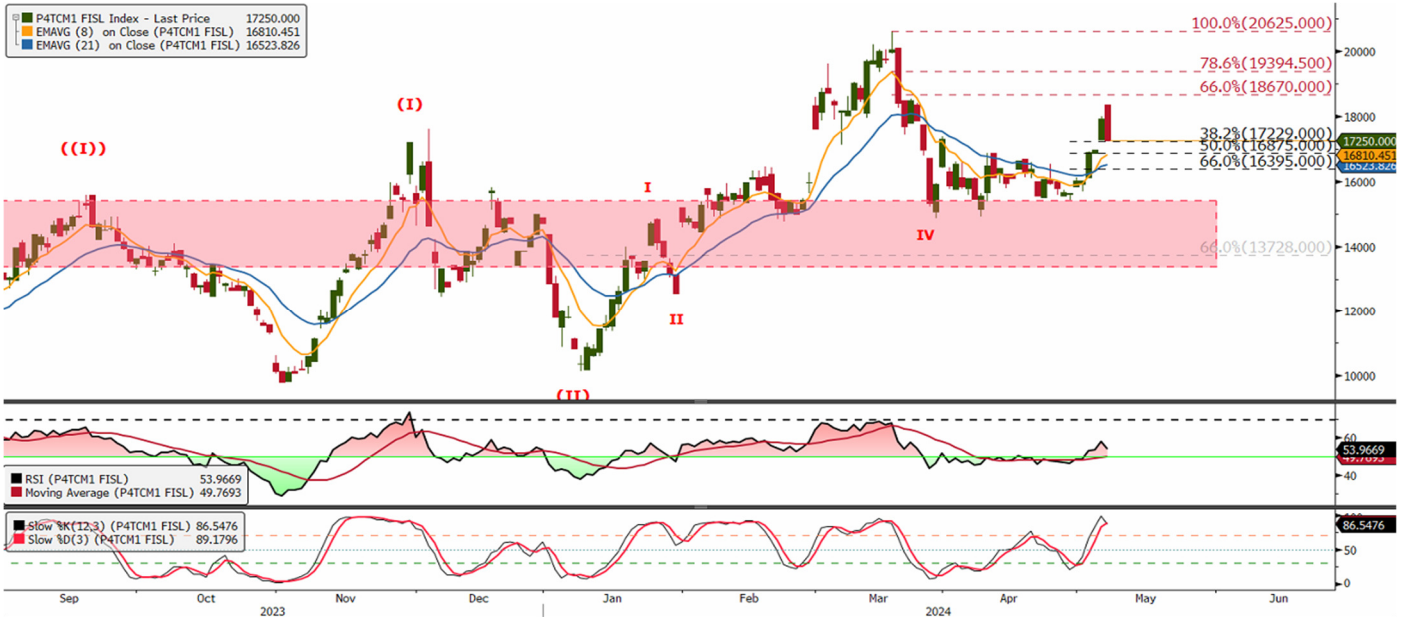 P4TCM1 FISL Index - Last Price 17250.000
EMAVG (8) on Close (P4TCM1 FISL) 16810.451
EMAVG (21) on Close (P4TCM1 FISL) 16523.826
100.0%(20625.000)
20000
78.6%(19394.500)
66.0%(18670.000)
(I)
18000
((I))
38.2%(17229.000)
17250.000
50.0%(16875.000)
16810.451
66.0%(16395.000)
16523.826
16000
I
IV
66.0%(13728.000)
14000
II
12000
(II)
10000
60
53.9669
49.7693
40
RSI (P4TCM1 FISL) 53.9669
Moving Average (P4TCM1 FISL) 49.7693
Slow %K(12,3) (P4TCM1 FISL) 86.5476
Slow %D(3) (P4TCM1 FISL) 89.1796
86.5476
50
0
Sep Oct Nov Dec Jan Feb Mar Apr May Jun
2023 2024